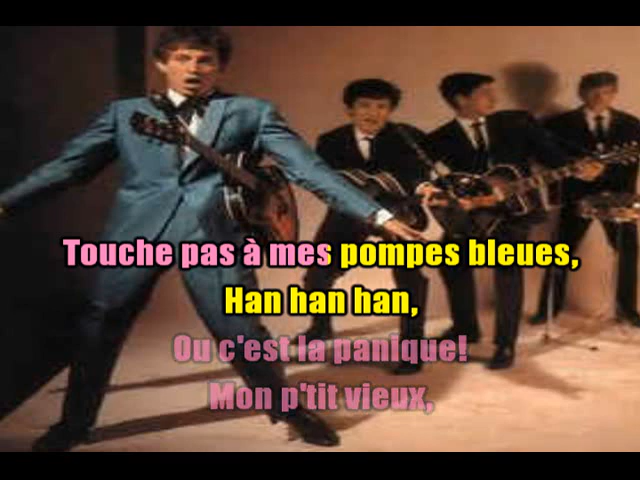 Touche pas à mes pompes bleues,
Han han han,
Ou c'est la panique!
Mon p'tit vieux,